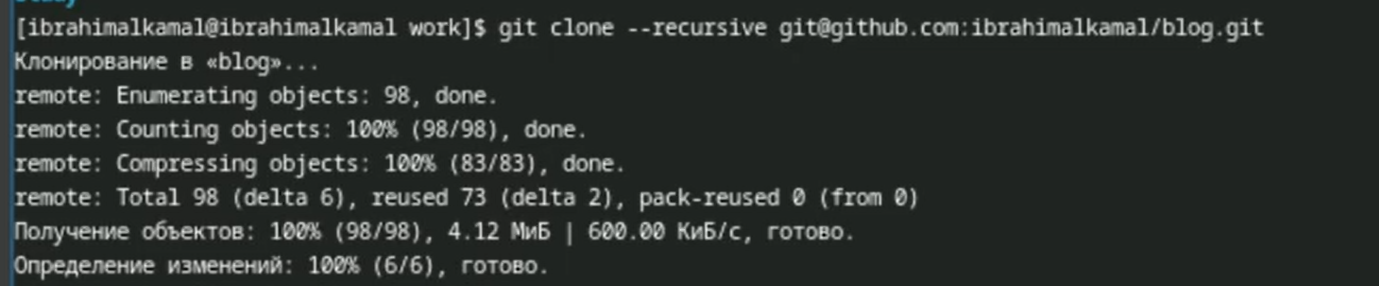 [ibrahimalkamal@ibrahimalkamal work]$ git clone --recursive git@github.com:ibrahimalkamal/blog.git
Клонирование в «blog»...
remote: Enumerating objects: 98, done.
remote: Counting objects: 100% (98/98), done.
remote: Compressing objects: 100% (83/83), done.
remote: Total 98 (delta 6), reused 73 (delta 2), pack-reused 0 (from 0)
Получение объектов: 100% (98/98), 4.12 МиБ | 600.00 КиБ/с, готово.
Определение изменений: 100% (6/6), готово.